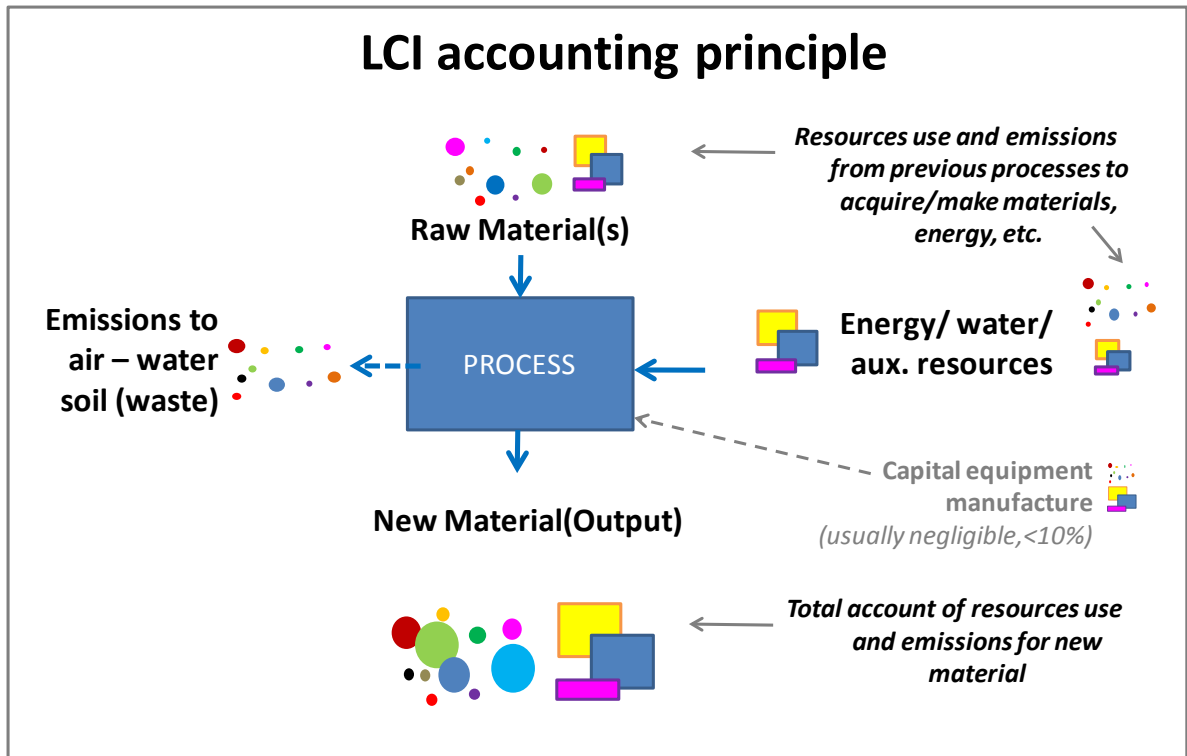 LCI accounting principle
Resources use and emissions
from previous processes to
acquire/make materials,
energy, etc.
Raw Material(s)
Emissions to
air – water
soil (waste)
PROCESS
Energy/ water/
aux. resources
Capital equipment
manufacture
(usually negligible,<10%)
New Material(Output)
Total account of resources use
and emissions for new
material